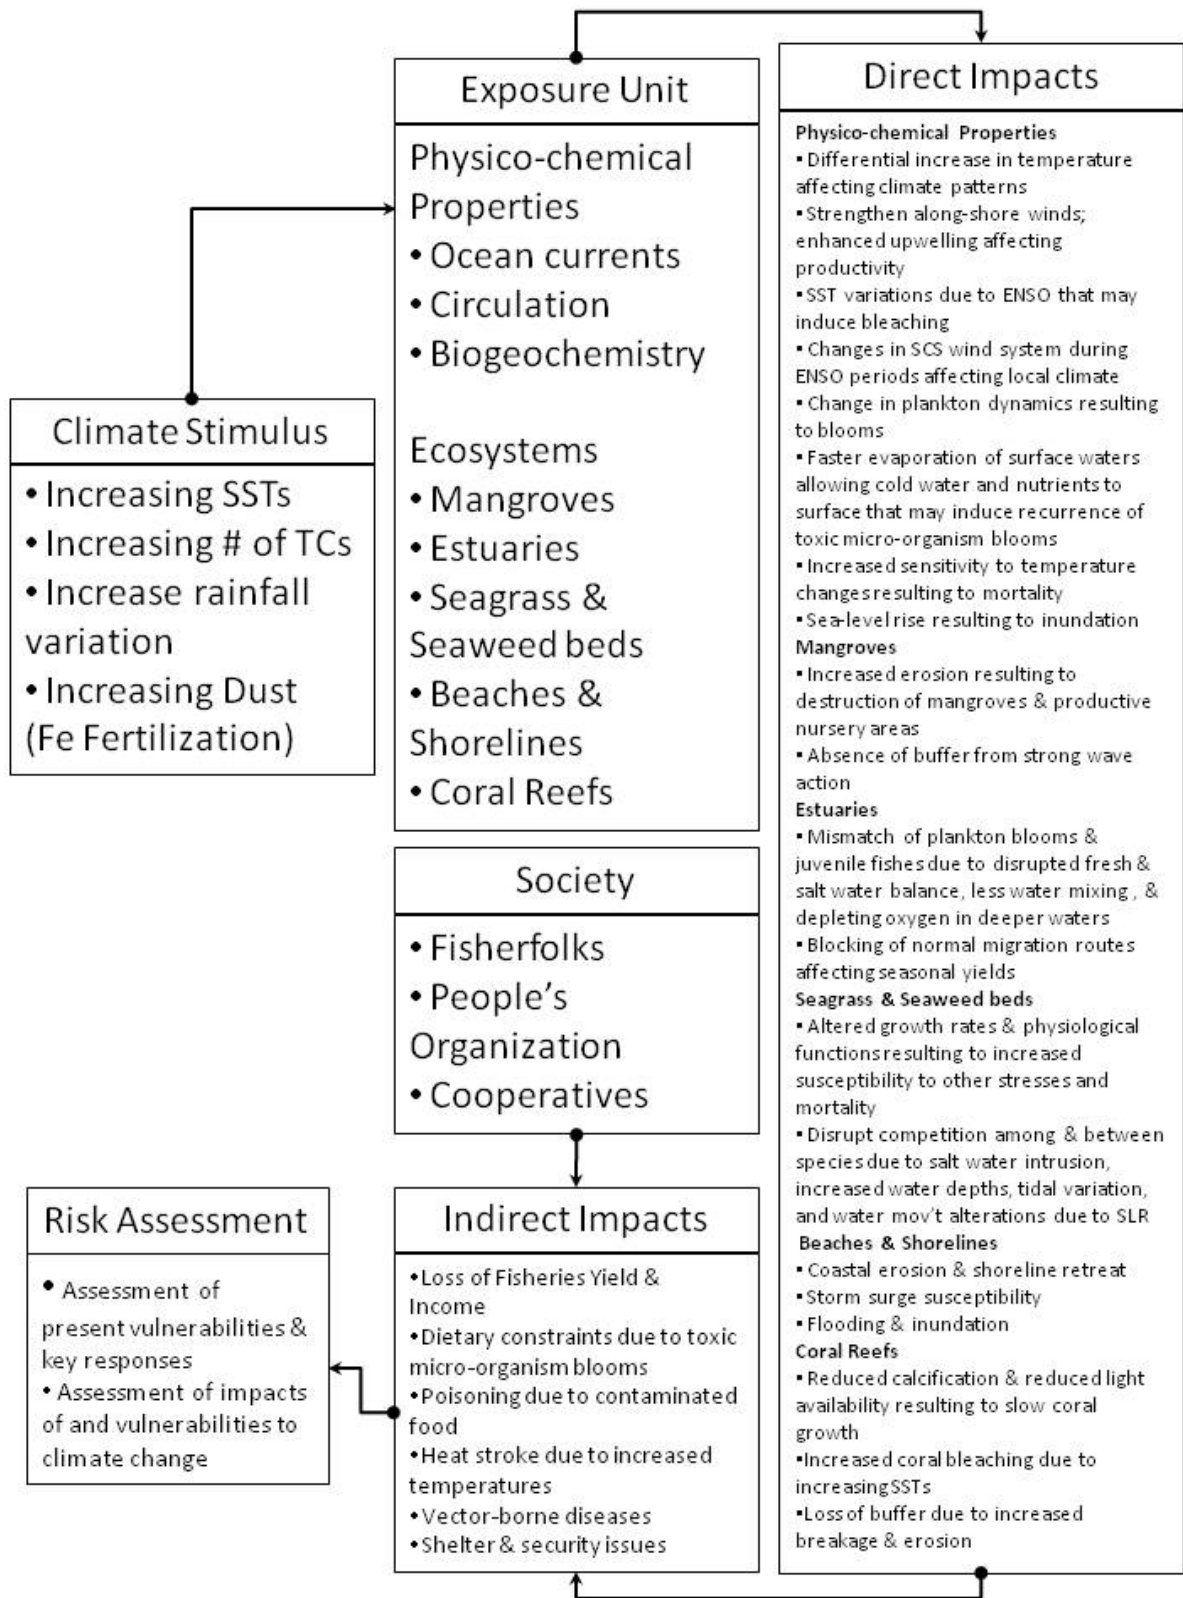 Climate Stimulus
• Increasing SSTs
• Increasing # of TCs
• Increase rainfall
variation
• Increasing Dust
(Fe Fertilization)
Exposure Unit
Physico-chemical
Properties
• Ocean currents
• Circulation
• Biogeochemistry
Ecosystems
• Mangroves
• Estuaries
• Seagrass &
Seaweed beds
• Beaches &
Shorelines
• Coral Reefs
Society
• Fisherfolks
• People's
Organization
• Cooperatives
Direct Impacts
Physico-chemical Properties
▪ Differential increase in temperature
affecting climate patterns
▪ Strengthen along-shore winds;
enhanced upwelling affecting
productivity
▪ SST variations due to ENSO that may
induce bleaching
▪ Changes in SCS wind system during
ENSO periods affecting local climate
▪ Change in plankton dynamics resulting
to blooms
▪ Faster evaporation of surface waters
allowing cold water and nutrients to
surface that may induce recurrence of
toxic micro-organism blooms
▪ Increased sensitivity to temperature
changes resulting to mortality
▪ Sea-level rise resulting to inundation
Mangroves
▪ Increased erosion resulting to
destruction of mangroves & productive
nursery areas
▪ Absence of buffer from strong wave
action
Estuaries
▪ Mismatch of plankton blooms &
juvenile fishes due to disrupted fresh &
salt water balance, less water mixing , &
depleting oxygen in deeper waters
▪ Blocking of normal migration routes
affecting seasonal yields
Seagrass & Seaweed beds
▪ Altered growth rates & physiological
functions resulting to increased
susceptibility to other stresses and
mortality
▪ Disrupt competition among & between
species due to salt water intrusion,
increased water depths, tidal variation,
and water mov't alterations due to SLR
Beaches & Shorelines
▪ Coastal erosion & shoreline retreat
▪ Storm surge susceptibility
▪ Flooding & inundation
Coral Reefs
▪ Reduced calcification & reduced light
availability resulting to slow coral
growth
▪Increased coral bleaching due to
increasing SSTs
▪Loss of buffer due to increased
breakage & erosion
Indirect Impacts
•Loss of Fisheries Yield &
Income
•Dietary constraints due to toxic
micro-organism blooms
•Poisoning due to contaminated
food
•Heat stroke due to increased
temperatures
•Vector-borne diseases
•Shelter & security issues
Risk Assessment
• Assessment of
present vulnerabilities &
key responses
• Assessment of impacts
of and vulnerabilities to
climate change